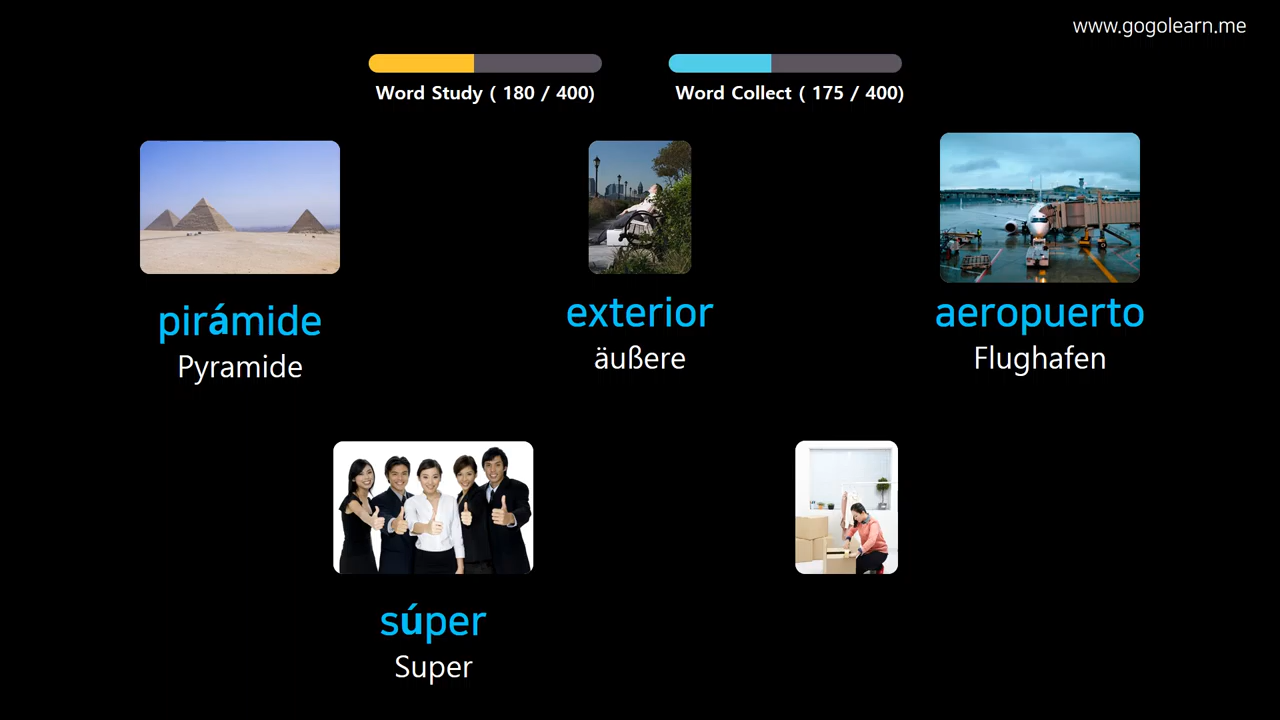 www.gogolearn.me
Word Study ( 180 / 400)
Word Collect ( 175 / 400)
pirámide
Pyramide
exterior
äußere
aeropuerto
Flughafen
súper
Super